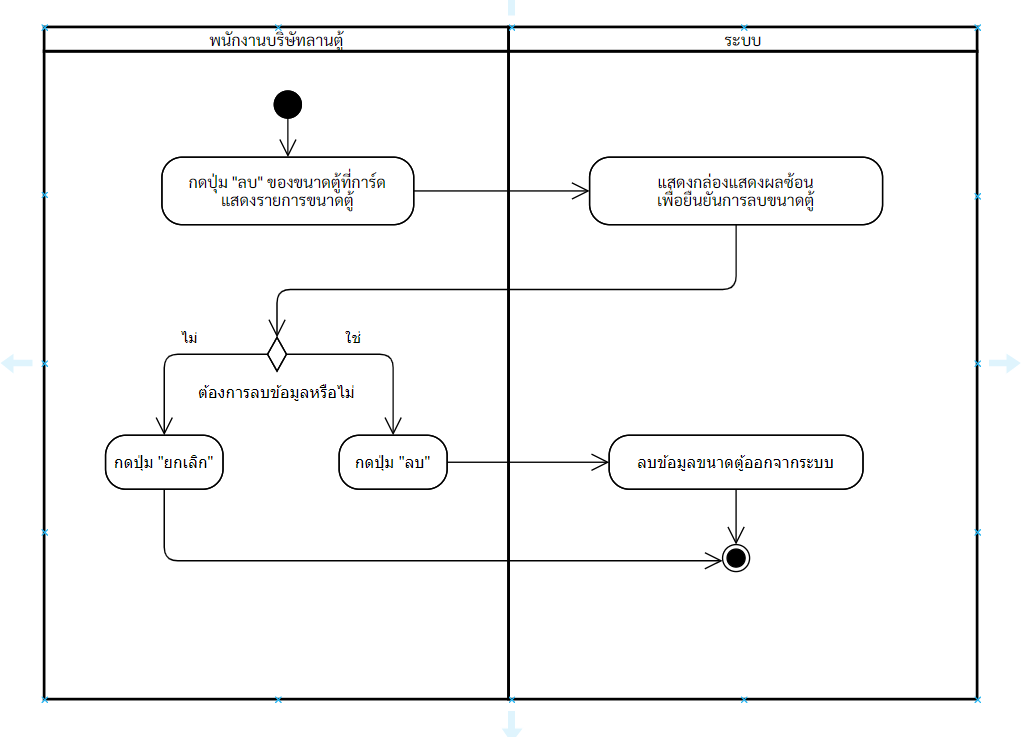 พนักงานบริษัทลานตู้
ระบบ
กดปุ่ม "ลบ" ของขนาดตู้ที่การ์ด
แสดงรายการขนาดตู้
แสดงกล่องแสดงผลซ้อน
เพื่อยืนยันการลบขนาดตู้
ไม่
ใช่
ต้องการลบข้อมูลหรือไม่
กดปุ่ม "ยกเลิก"
กดปุ่ม "ลบ"
ลบข้อมูลขนาดตู้ออกจากระบบ